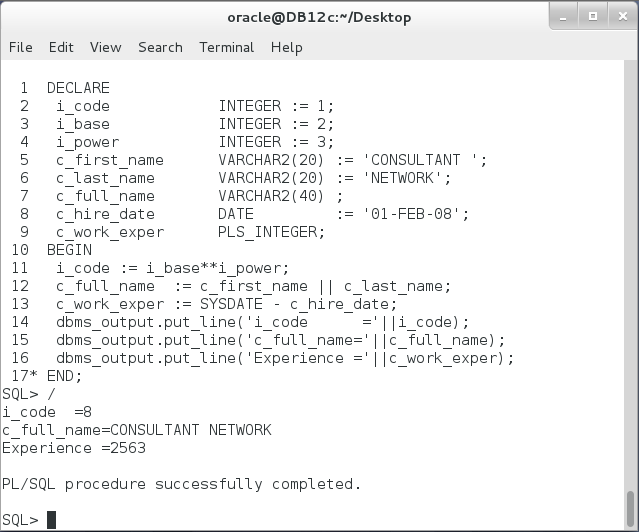 oracle@DB12c:~/Desktop
File Edit View Search Terminal Help
1 DECLARE
2 i_code INTEGER := 1;
3 i_base INTEGER := 2;
4 i_power INTEGER := 3;
5 c_first_name VARCHAR2(20) := 'CONSULTANT ';
6 c_last_name VARCHAR2(20) := 'NETWORK';
7 c_full_name VARCHAR2(40) ;
8 c_hire_date DATE := '01-FEB-08';
9 c_work_exper PLS_INTEGER;
10 BEGIN
11 i_code := i_base**i_power;
12 c_full_name := c_first_name || c_last_name;
13 c_work_exper := SYSDATE - c_hire_date;
14 dbms_output.put_line('i_code ='||i_code);
15 dbms_output.put_line('c_full_name='||c_full_name);
16 dbms_output.put_line('Experience ='||c_work_exper);
17* END;
SQL> /
i_code =8
c_full_name=CONSULTANT NETWORK
Experience =2563
PL/SQL procedure successfully completed.
SQL>